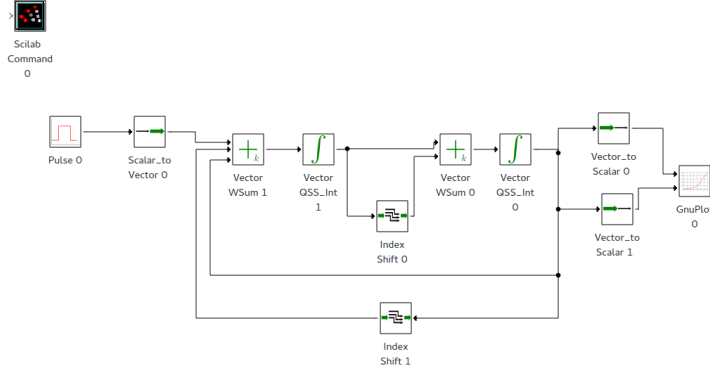 Scilab
Command
0
Pulse 0
Scalar_to
Vector 0
k
Vector
WSum 1
Vector
QSS_Int
1
Index
Shift 0
k
Vector
WSum 0
Vector
QSS_Int
0
Vector_to
Scalar 0
Vector_to
Scalar 1
GnuPlot
0
Index
Shift 1